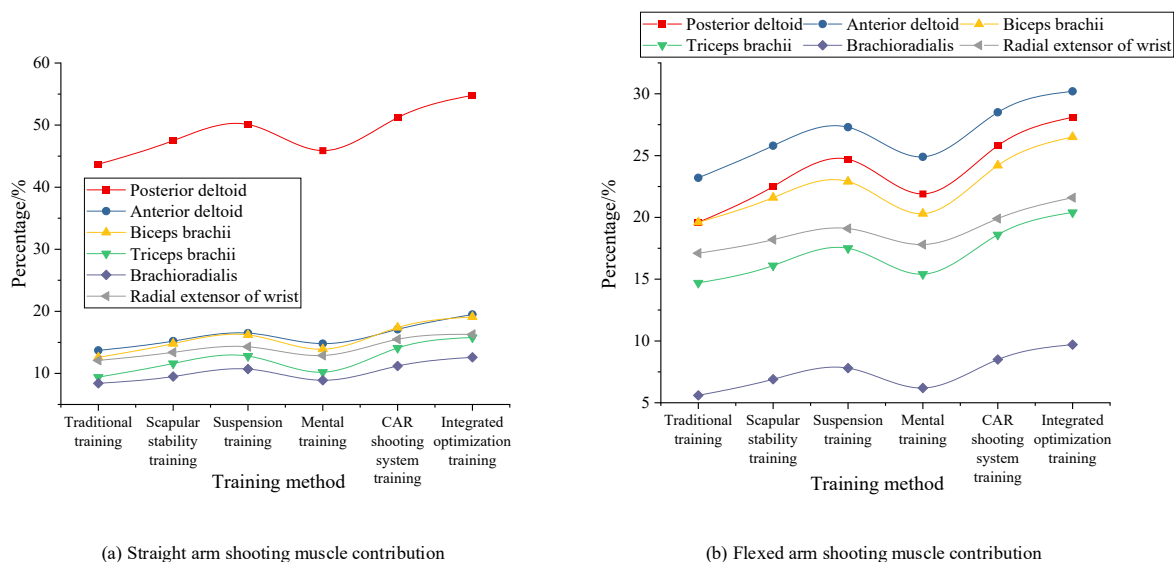 60
50
40
30
20
10
Percentage/%
Posterior deltoid
Anterior deltoid
Biceps brachii
Triceps brachii
Brachioradialis
Radial extensor of wrist
Traditional
training
Scapular
stability
training
Suspension
training
Mental
training
CAR
shooting
system
training
Integrated
optimization
training
Training method
(a) Straight arm shooting muscle contribution
Posterior deltoid Anterior deltoid Biceps brachii
Triceps brachii Brachioradialis Radial extensor of wrist
30
25
20
15
10
5
Percentage/%
Traditional
training
Scapular
stability
training
Suspension
training
Mental
training
CAR
shooting
system
training
Integrated
optimization
training
Training method
(b) Flexed arm shooting muscle contribution